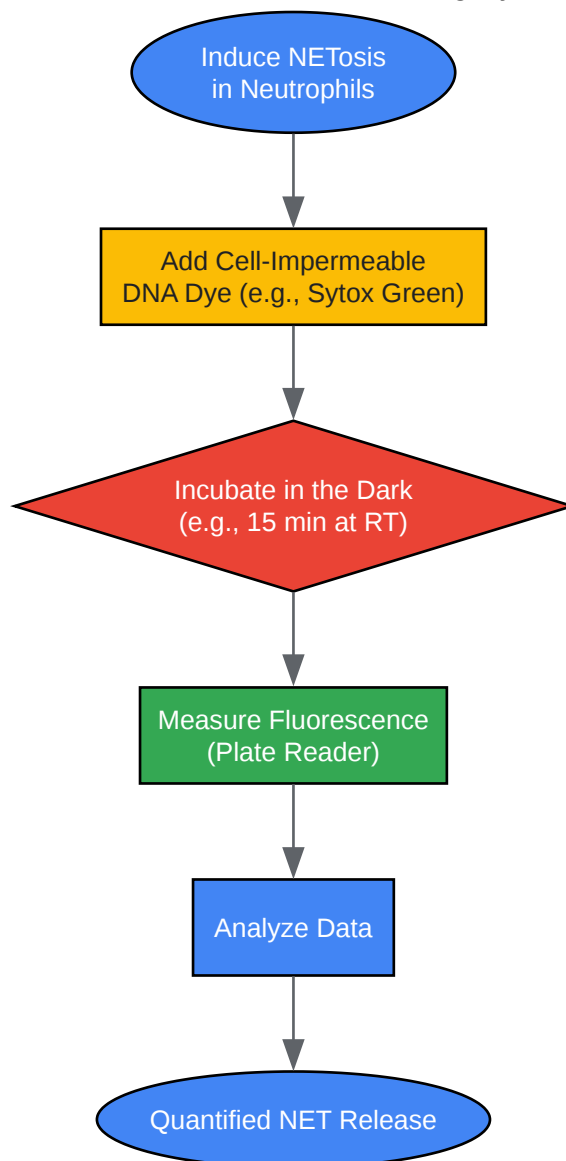 Induce NETosis
in Neutrophils
Add Cell-Impermeable
DNA Dye (e.g., Sytox Green)
Incubate in the Dark
(e.g., 15 min at RT)
Measure Fluorescence
(Plate Reader)
Analyze Data
Quantified NET Release